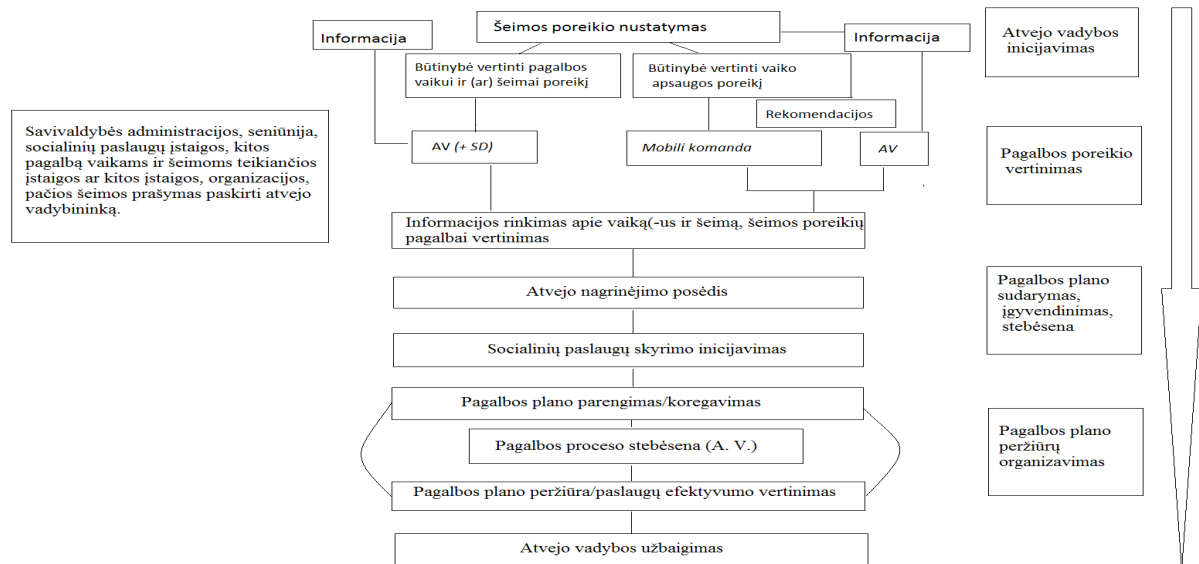 Šeimos poreikio nustatymas
Informacija
Informacija
Atvejo vadybos
inicijavimas
Būtinybė vertinti pagalbos
vaikui ir (ar) šeimai poreikį
Būtinybė vertinti vaiko
apsaugos poreikį
Rekomendacijos
Savivaldybės administracijos, seniūnija,
socialinių paslaugų įstaigos, kitos
pagalbą vaikams ir šeimoms teikiančios
įstaigos ar kitos įstaigos, organizacijos,
pačios šeimos prašymas paskirti atvejo
vadybininką.
AV (+ SD)
Mobili komanda
AV
Pagalbos poreikio
vertinimas
Informacijos rinkimas apie vaiką(-us ir šeimą, šeimos poreikių
pagalbai vertinimas
Atvejo nagrinėjimo posėdis
Pagalbos plano
sudarymas,
įgyvendinimas,
stebėsena
Socialinių paslaugų skyrimo inicijavimas
Pagalbos plano parengimas/koregavimas
Pagalbos proceso stebėsena (A. V.)
Pagalbos plano
peržiūrų
organizavimas
Pagalbos plano peržiūra/paslaugų efektyvumo vertinimas
Atvejo vadybos užbaigimas